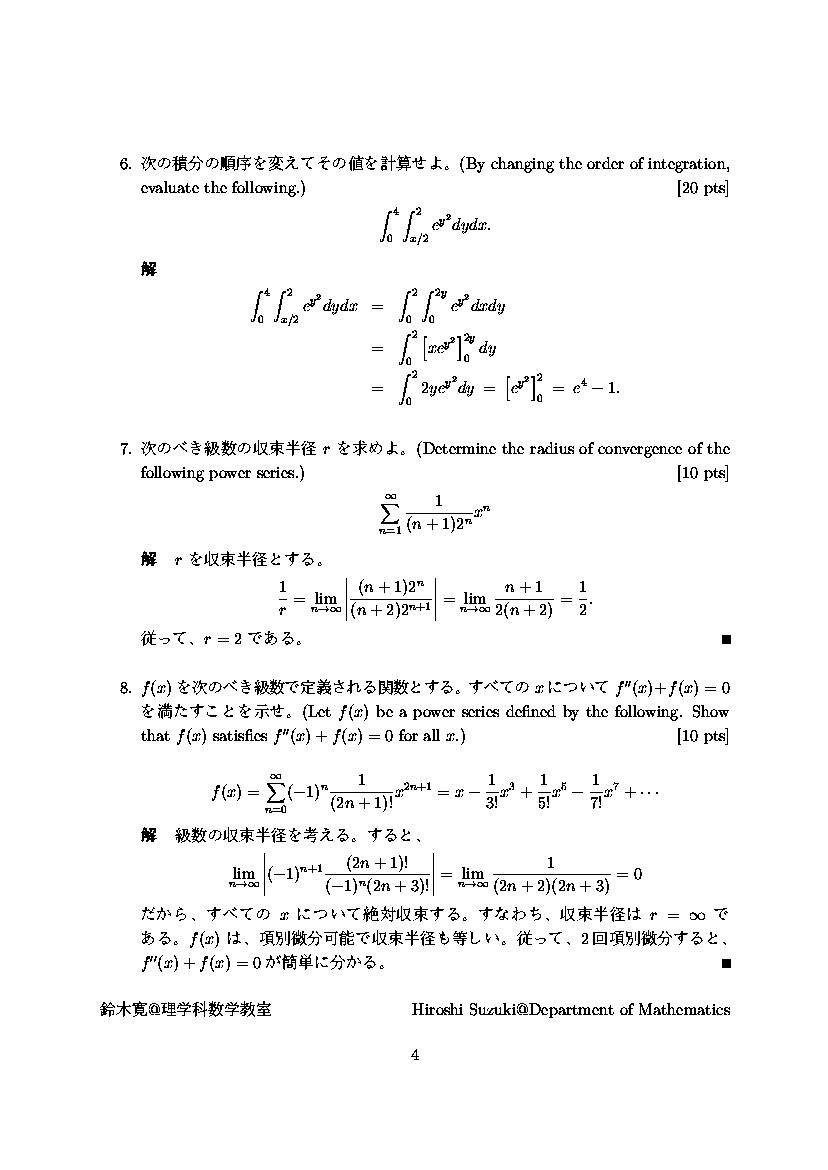 6. 次の積分の順序を変えてその値を計算せよ。(By changing the order of integration,
evaluate the following.) [20 pts]
$\int_0^4 \int_{x/2}^2 e^{y^2} dydx.$
解
$\int_0^4 \int_{x/2}^2 e^{y^2} dydx = \int_0^2 \int_0^{2y} e^{y^2} dxdy$
$= \int_0^2 \left[ xe^{y^2} \right]_0^{2y} dy$
$= \int_0^2 2ye^{y^2} dy = \left[ e^{y^2} \right]_0^2 = e^4 - 1.$
7. 次のべき級数の収束半径 r を求めよ。(Determine the radius of convergence of the
following power series.) [10 pts]
$\sum_{n=1}^{\infty} \frac{1}{(n+1)2^n} x^n$
解 r を収束半径とする。
$\frac{1}{r} = \lim_{n \to \infty} \left| \frac{(n+1)2^n}{(n+2)2^{n+1}} \right| = \lim_{n \to \infty} \frac{n+1}{2(n+2)} = \frac{1}{2}.$
従って、r = 2 である。 ■
8. f(x) を次のべき級数で定義される関数とする。すべての x について f''(x)+f(x) = 0
を満たすことを示せ。(Let f(x) be a power series defined by the following. Show
that f(x) satisfies f''(x) + f(x) = 0 for all x.) [10 pts]
$f(x) = \sum_{n=0}^{\infty} (-1)^n \frac{1}{(2n+1)!} x^{2n+1} = x - \frac{1}{3!}x^3 + \frac{1}{5!}x^5 - \frac{1}{7!}x^7 + \cdots$
解 級数の収束半径を考える。すると、
$\lim_{n \to \infty} \left| (-1)^{n+1} \frac{(2n+1)!}{(-1)^n(2n+3)!} \right| = \lim_{n \to \infty} \frac{1}{(2n+2)(2n+3)} = 0$
だから、すべての x について絶対収束する。すなわち、収束半径は r = ∞ で
ある。f(x) は、項別微分可能で収束半径も等しい。従って、2 回項別微分すると、
f''(x) + f(x) = 0 が簡単に分かる。 ■
鈴木寛@理学科数学教室 Hiroshi Suzuki@Department of Mathematics
4